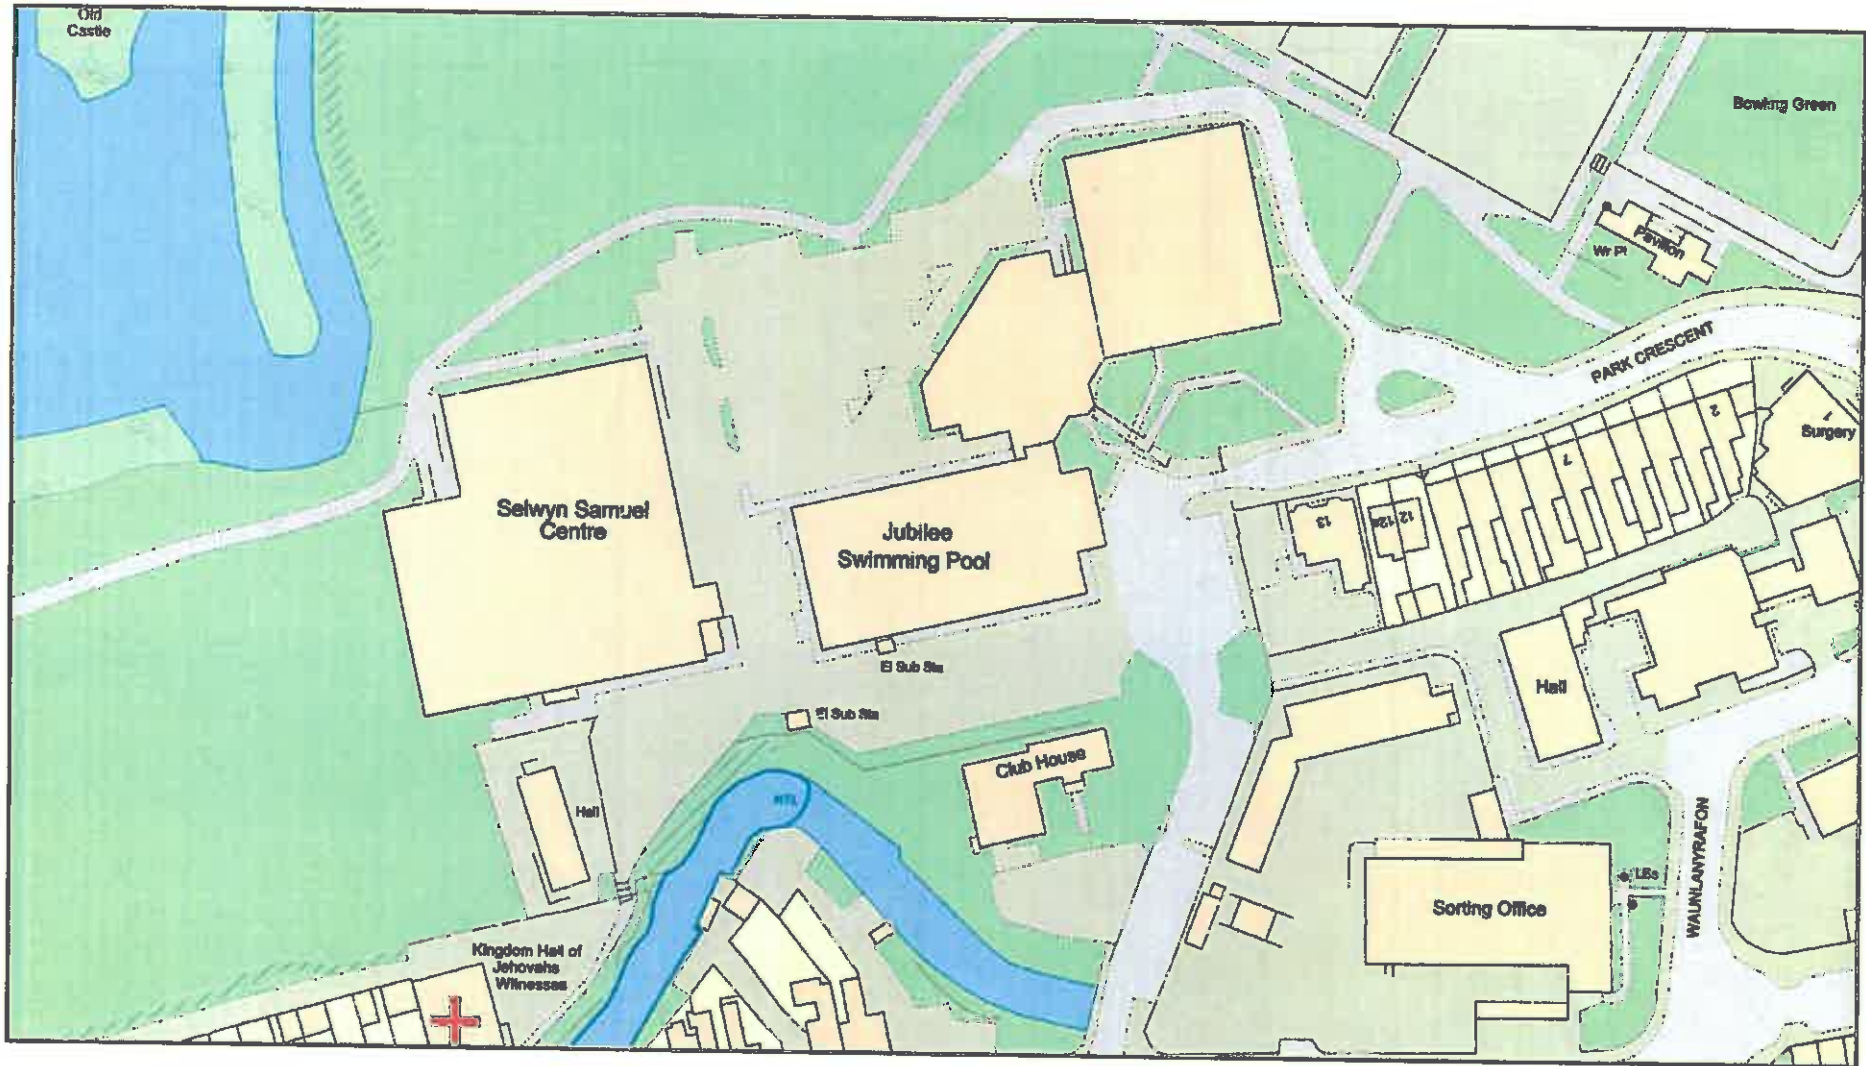 Old
Castle
Bowling Green
Pavilion
Wr Pt
PARK CRESCENT
2
7
Surgery
Selwyn Samuel
Centre
Jubilee
Swimming Pool
13
12a
12
El Sub Sta
El Sub Sta
Hall
Club House
Hall
NTL
LBs
Sorting Office
WAUNLANYRAFON
Kingdom Hall of
Jehovahs
Witnesses